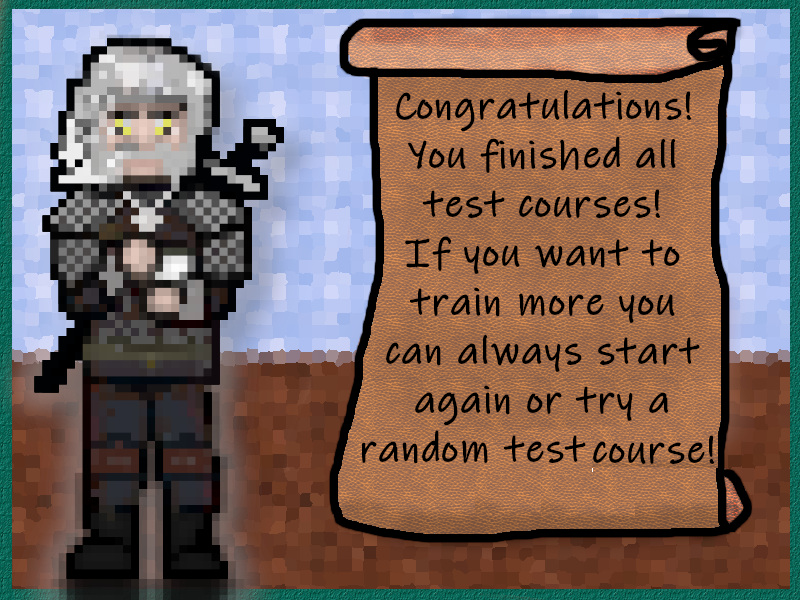 Congratulations!
You finished all
test courses!
If you want to
train more you
can always start
again or try a
random test course!